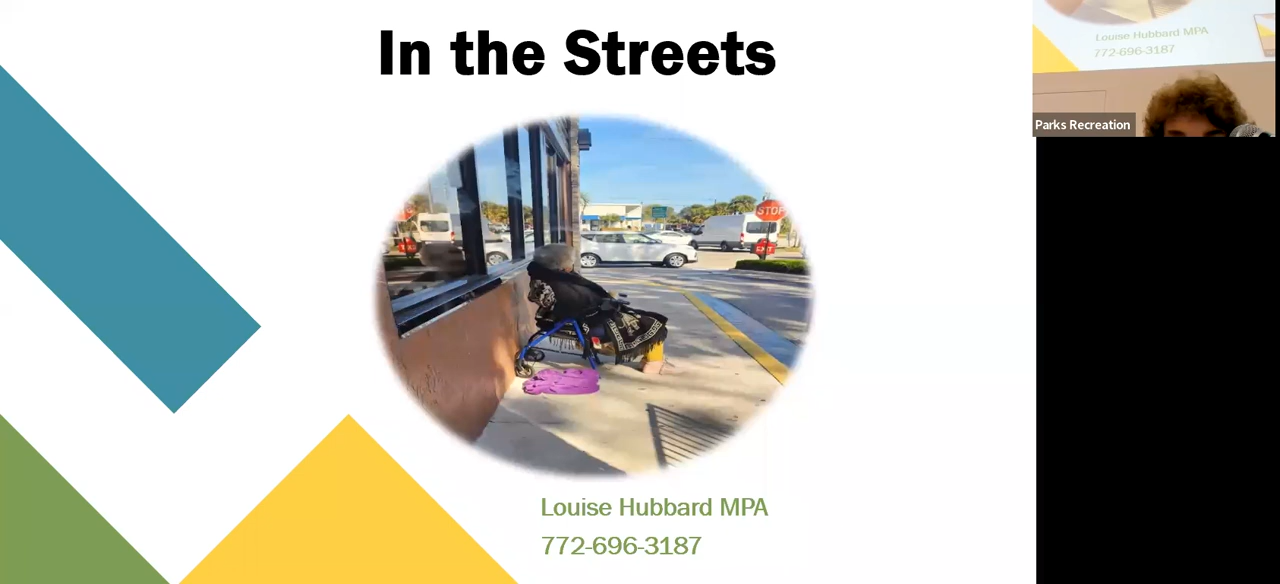 In the Streets
STOP
Louise Hubbard MPA
772-696-3187
Louise Hubbard MPA
772-696-3187
Parks Recreation